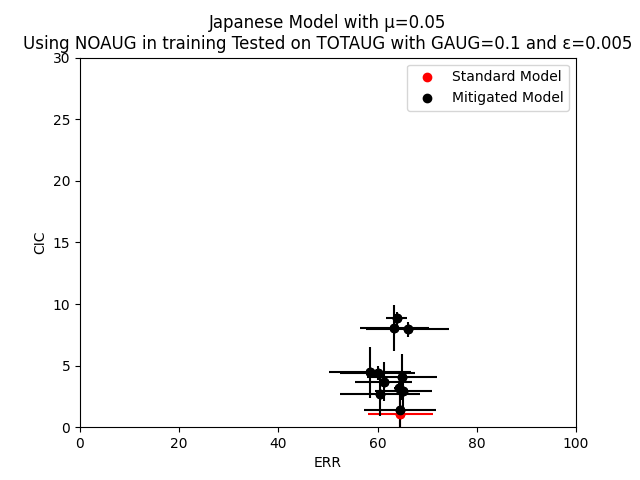 Japanese Model with μ=0.05
Using NOAUG in training Tested on TOTAUG with GAUG=0.1 and ε=0.005
30
25
20
15
10
5
0
CIC
Standard Model
Mitigated Model
0 20 40 60 80 100
ERR